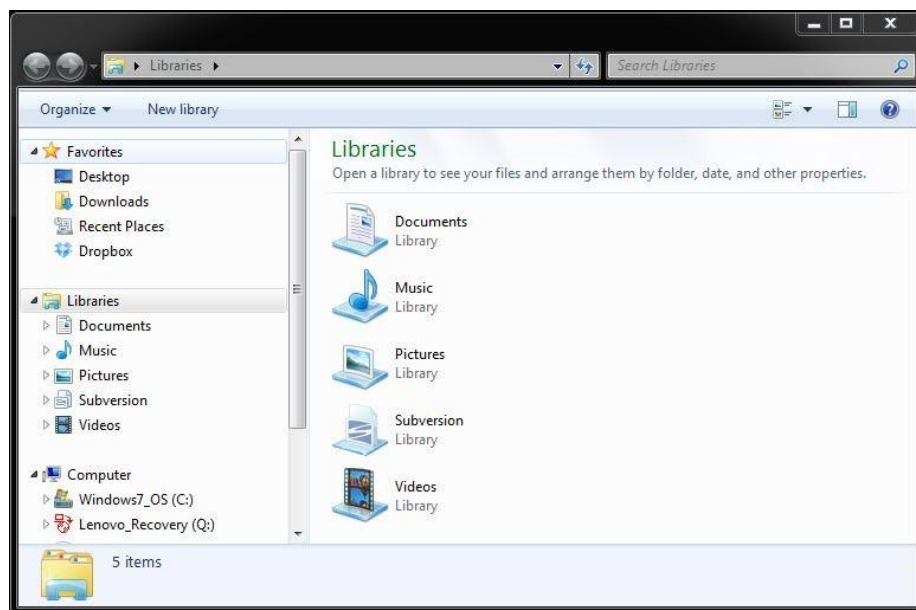 Libraries
Search Libraries
Organize
New library
Favorites
Desktop
Downloads
Recent Places
Dropbox
Libraries
Documents
Music
Pictures
Subversion
Videos
Computer
Windows7_OS (C:)
Lenovo_Recovery (Q:)
Libraries
Open a library to see your files and arrange them by folder, date, and other properties.
Documents
Library
Music
Library
Pictures
Library
Subversion
Library
Videos
Library
5 items